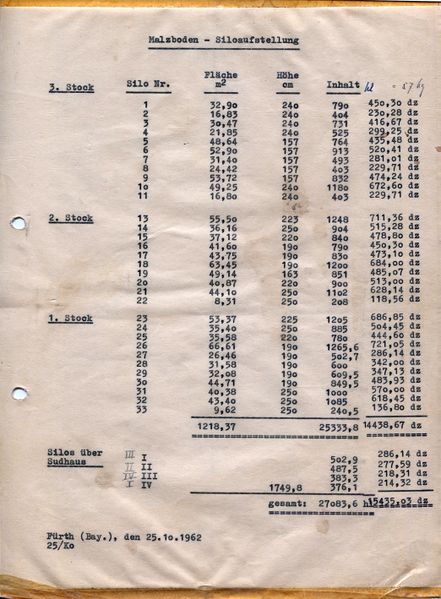 Malzboden - Siloaufstellung
3. Stock Silo Nr. Fläche m² Höhe cm Inhalt hl = 57 kg
1 32,90 240 790 450,30 dz
2 16,83 240 404 230,28 dz
3 30,47 240 731 416,67 dz
4 21,85 240 525 299,25 dz
5 48,64 157 764 435,48 dz
6 52,90 157 913 520,41 dz
7 31,40 157 493 281,01 dz
8 24,42 157 403 229,71 dz
9 53,72 157 832 474,24 dz
10 49,25 240 1180 672,60 dz
11 16,80 240 403 229,71 dz
2. Stock 13 55,50 223 1248 711,36 dz
14 36,16 250 904 515,28 dz
15 37,12 220 840 478,80 dz
16 41,60 190 790 450,30 dz
17 43,75 190 830 473,10 dz
18 63,45 190 1200 684,00 dz
19 49,14 163 851 485,07 dz
20 40,87 220 900 513,00 dz
21 44,10 250 1102 628,14 dz
22 8,31 250 208 118,56 dz
1. Stock 23 53,37 225 1205 686,85 dz
24 35,40 250 885 504,45 dz
25 35,58 220 780 444,60 dz
26 66,61 190 1265,6 721,05 dz
27 26,46 190 502,7 286,14 dz
28 31,58 190 600 342,00 dz
29 32,08 190 609,5 347,13 dz
30 44,71 190 849,5 483,93 dz
31 40,38 250 1000 570,00 dz
32 43,40 250 1085 618,45 dz
33 9,62 250 240,5 136,80 dz
1218,37 25333,8 14438,67 dz
Silos über Sudhaus III I 502,9 286,14 dz
II II 487,5 277,59 dz
IV III 383,3 218,31 dz
I IV 1749,8 376,1 214,32 dz
gesamt: 27083,6 hl 15435,03 dz
Fürth (Bay.), den 25.10.1962
25/Ko